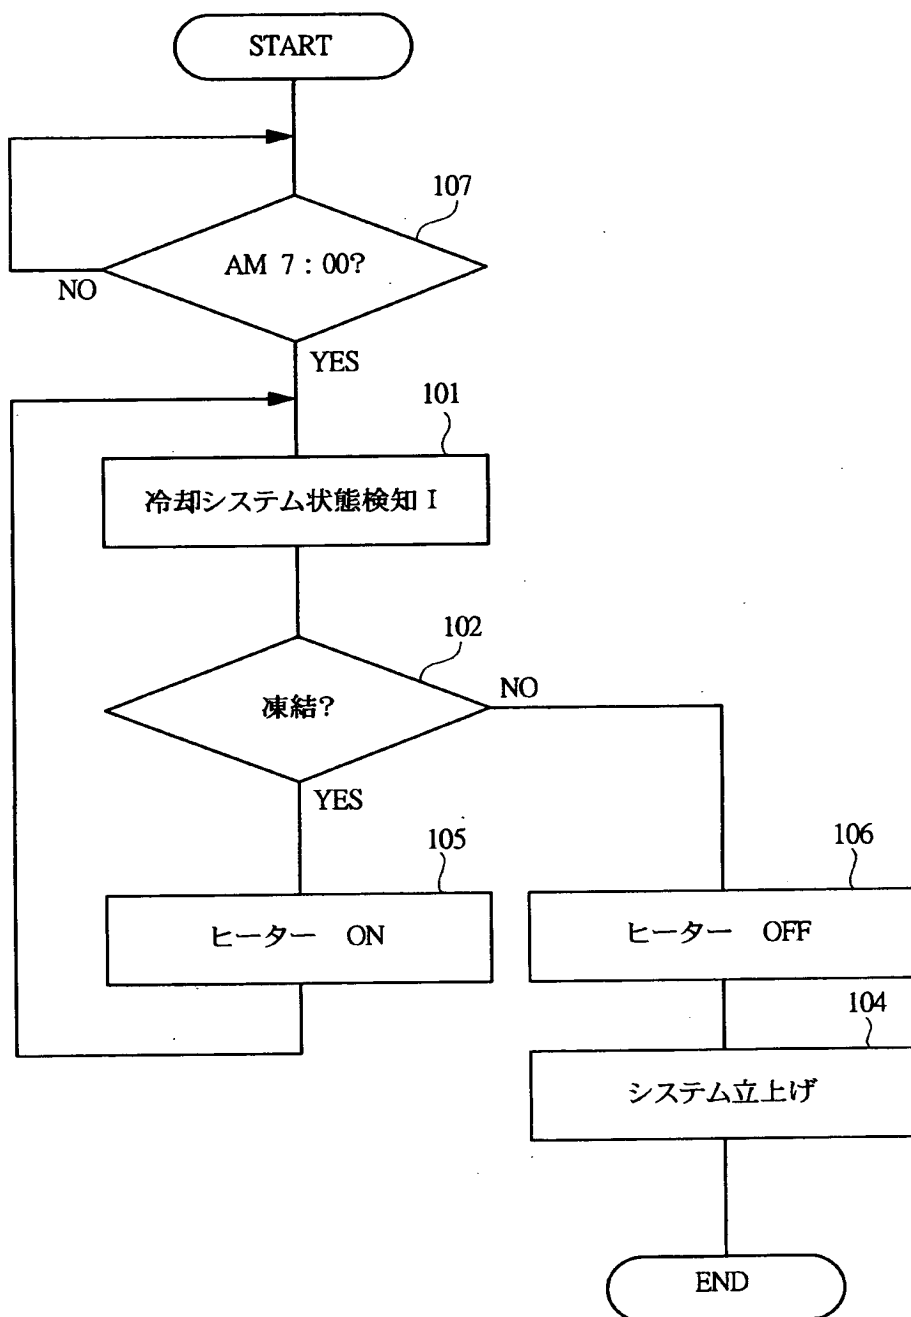 START
107
AM 7 : 00?
NO
YES
101
冷却システム状態検知 I
102
凍結?
NO
YES
105
ヒーター ON
106
ヒーター OFF
104
システム立上げ
END